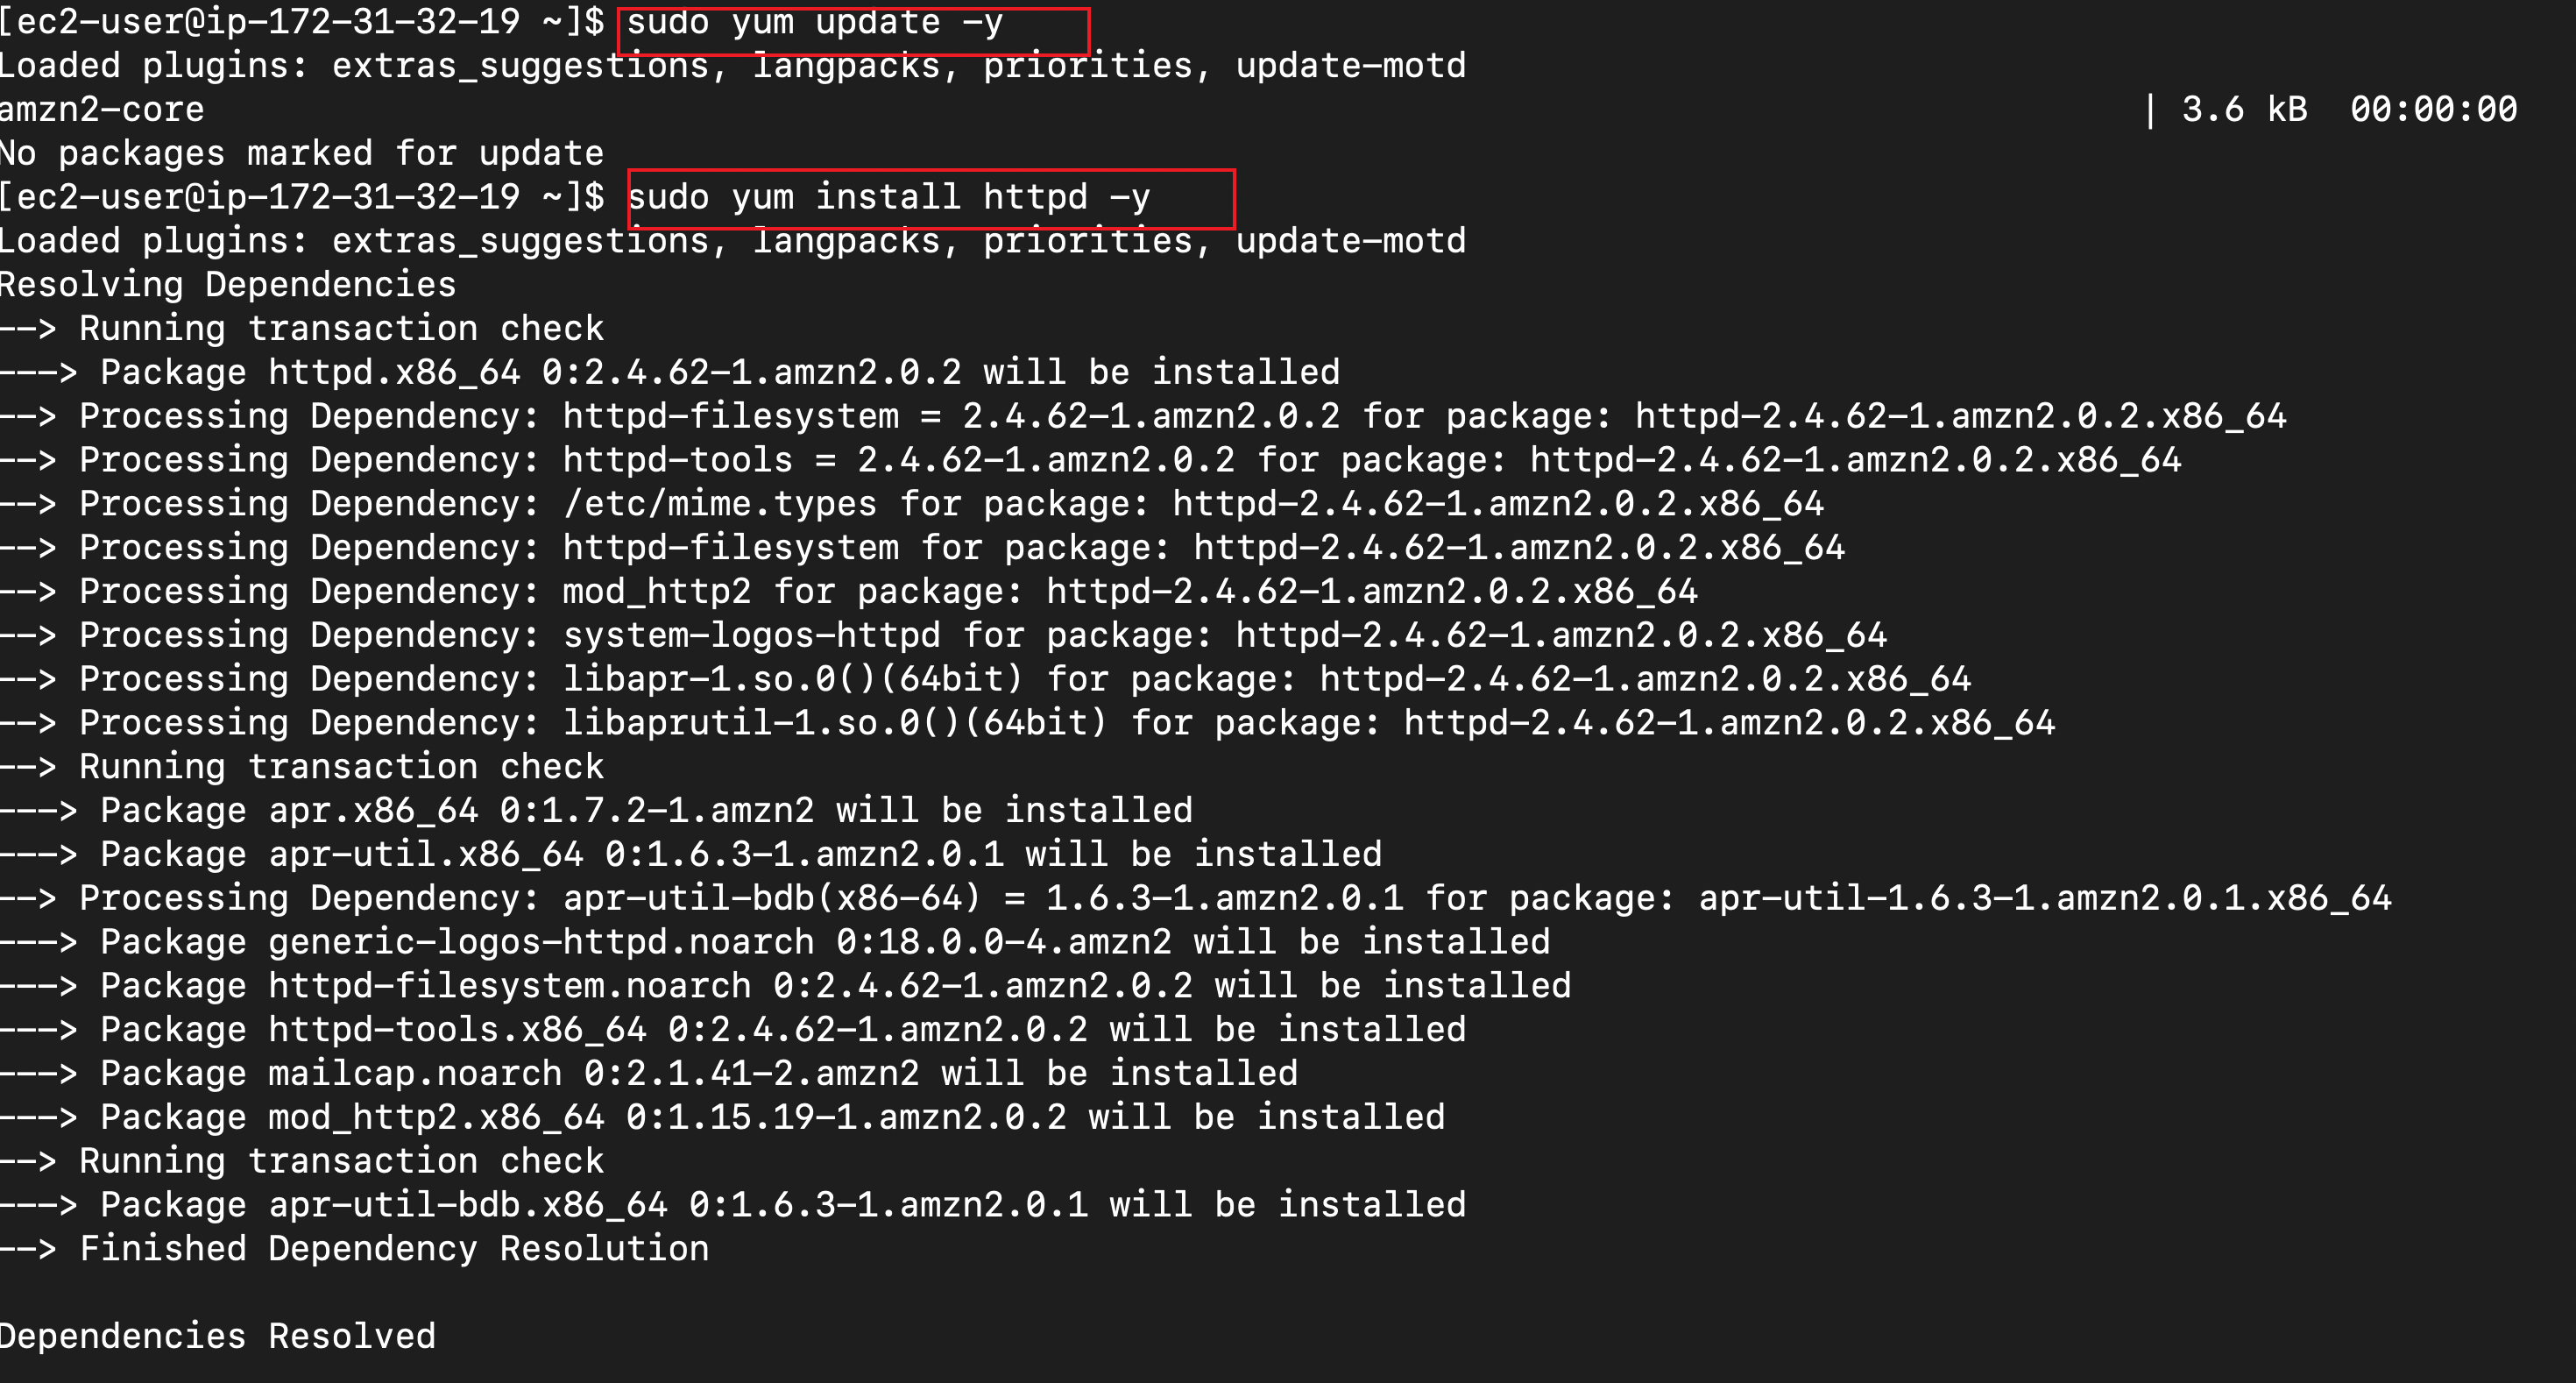 [ec2-user@ip-172-31-32-19 ~]$ sudo yum update -y
Loaded plugins: extras_suggestions, langpacks, priorities, update-motd
amzn2-core | 3.6 kB 00:00:00
No packages marked for update
[ec2-user@ip-172-31-32-19 ~]$ sudo yum install httpd -y
Loaded plugins: extras_suggestions, langpacks, priorities, update-motd
Resolving Dependencies
--> Running transaction check
---> Package httpd.x86_64 0:2.4.62-1.amzn2.0.2 will be installed
--> Processing Dependency: httpd-filesystem = 2.4.62-1.amzn2.0.2 for package: httpd-2.4.62-1.amzn2.0.2.x86_64
--> Processing Dependency: httpd-tools = 2.4.62-1.amzn2.0.2 for package: httpd-2.4.62-1.amzn2.0.2.x86_64
--> Processing Dependency: /etc/mime.types for package: httpd-2.4.62-1.amzn2.0.2.x86_64
--> Processing Dependency: httpd-filesystem for package: httpd-2.4.62-1.amzn2.0.2.x86_64
--> Processing Dependency: mod_http2 for package: httpd-2.4.62-1.amzn2.0.2.x86_64
--> Processing Dependency: system-logos-httpd for package: httpd-2.4.62-1.amzn2.0.2.x86_64
--> Processing Dependency: libapr-1.so.0()(64bit) for package: httpd-2.4.62-1.amzn2.0.2.x86_64
--> Processing Dependency: libaprutil-1.so.0()(64bit) for package: httpd-2.4.62-1.amzn2.0.2.x86_64
--> Running transaction check
---> Package apr.x86_64 0:1.7.2-1.amzn2 will be installed
---> Package apr-util.x86_64 0:1.6.3-1.amzn2.0.1 will be installed
--> Processing Dependency: apr-util-bdb(x86-64) = 1.6.3-1.amzn2.0.1 for package: apr-util-1.6.3-1.amzn2.0.1.x86_64
---> Package generic-logos-httpd.noarch 0:18.0.0-4.amzn2 will be installed
---> Package httpd-filesystem.noarch 0:2.4.62-1.amzn2.0.2 will be installed
---> Package httpd-tools.x86_64 0:2.4.62-1.amzn2.0.2 will be installed
---> Package mailcap.noarch 0:2.1.41-2.amzn2 will be installed
---> Package mod_http2.x86_64 0:1.15.19-1.amzn2.0.2 will be installed
--> Running transaction check
---> Package apr-util-bdb.x86_64 0:1.6.3-1.amzn2.0.1 will be installed
--> Finished Dependency Resolution
Dependencies Resolved